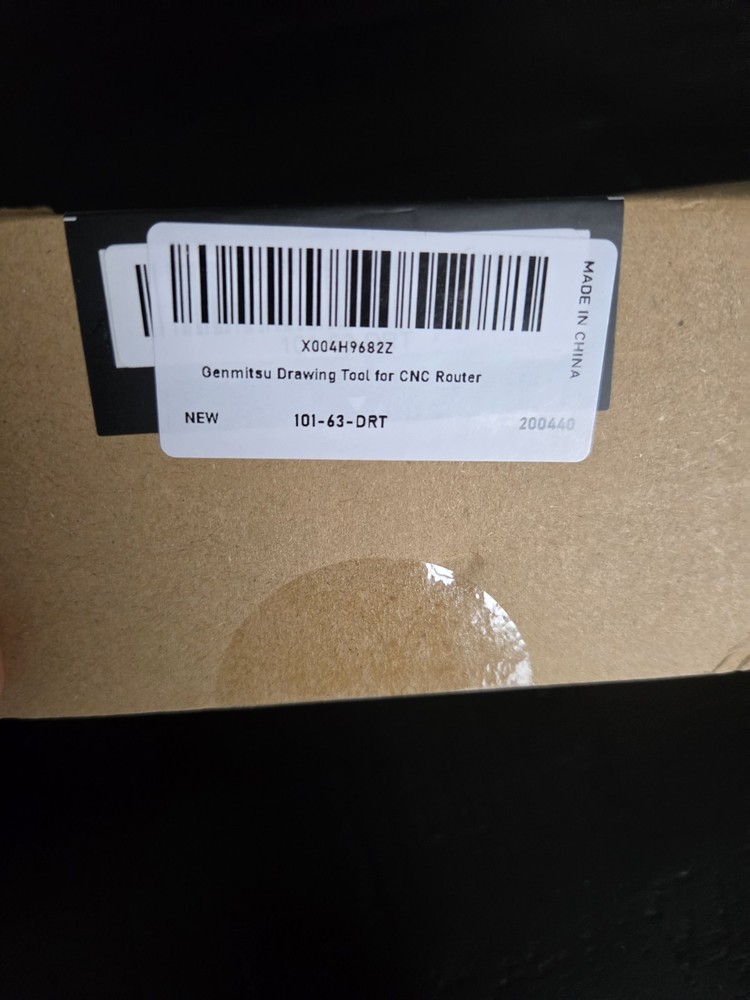 X004H9682Z
Genmitsu Drawing Tool for CNC Router
NEW 101-63-DRT 200440
MADE IN CHINA